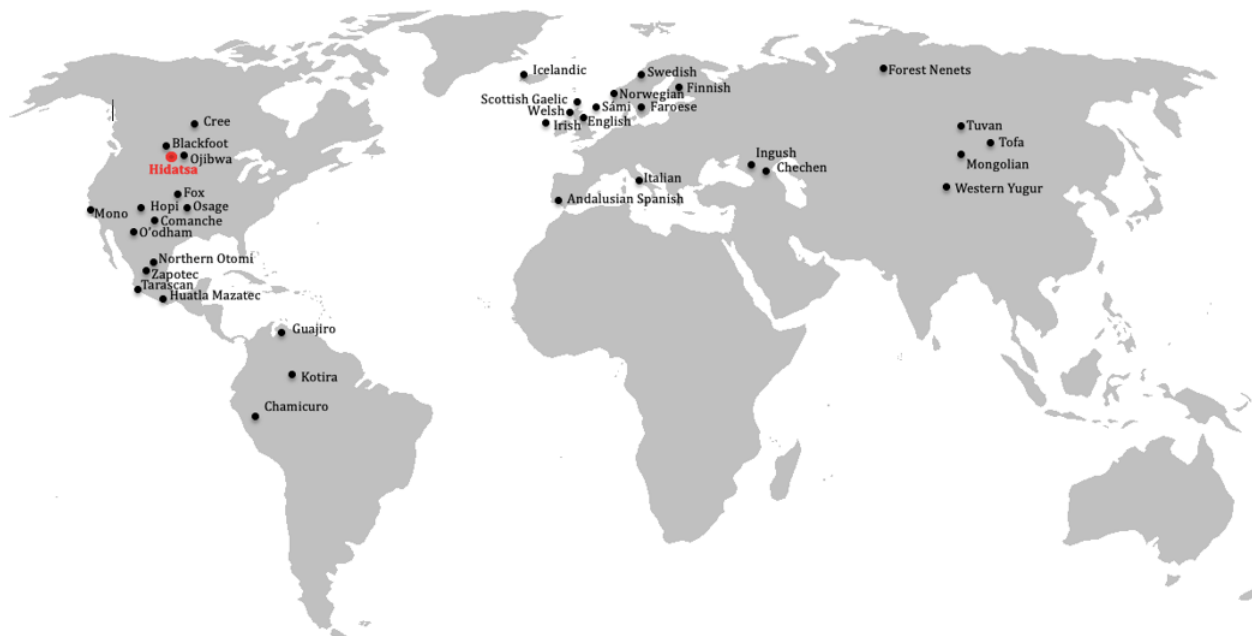 Icelandic
Swedish
Finnish
Forest Nenets
Norwegian
Scottish Gaelic
Sámi
Faroese
Welsh
English
Irish
Cree
Blackfoot
Ojibwa
Hidatsa
Tuvan
Tofa
Mongolian
Ingush
Chechen
Italian
Western Yugur
Andalusian Spanish
Fox
Mono
Hopi
Osage
Comanche
O'odham
Northern Otomi
Zapotec
Tarascan
Huatla Mazatec
Guajiro
Kotira
Chamicuro